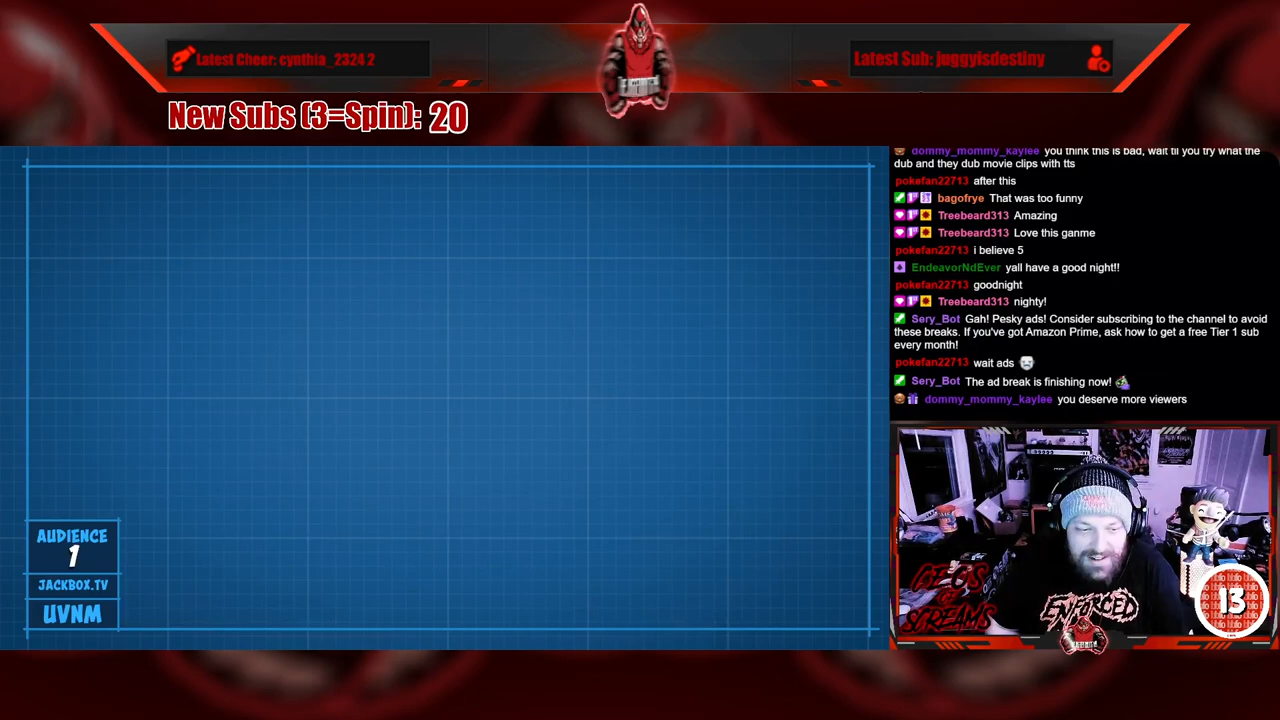 Latest Cheer: cynthia_2324 2
Latest Sub: juggyisdestiny
New Subs (3=Spin): 20
dommy_mommy_kaylee you think this is bad, wait til you try what the
dub and they dub movie clips with tts
pokefan22713 after this
bagofrye That was too funny
Treebeard313 Amazing
Treebeard313 Love this ganme
pokefan22713 i believe 5
EndeavorNdEver yall have a good night!!
pokefan22713 goodnight
Treebeard313 nighty!
Sery_Bot Gah! Pesky ads! Consider subscribing to the channel to avoid
these breaks. If you've got Amazon Prime, ask how to get a free Tier 1 sub
every month!
pokefan22713 wait ads
Sery_Bot The ad break is finishing now!
dommy_mommy_kaylee you deserve more viewers
AUDIENCE
1
JACKBOX.TV
UVNM
SCREAMS
ENFORCED
13